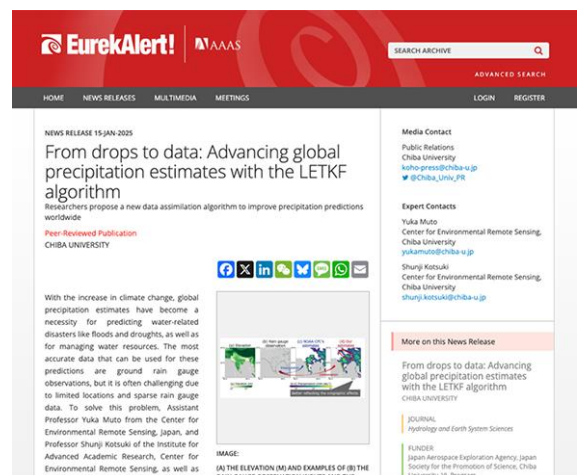 EurekAlert! AAAS
SEARCH ARCHIVE
ADVANCED SEARCH
HOME NEWS RELEASES MULTIMEDIA MEETINGS LOGIN REGISTER
NEWS RELEASE 15-JAN-2025
From drops to data: Advancing global
precipitation estimates with the LETKF
algorithm
Researchers propose a new data assimilation algorithm to improve precipitation predictions
worldwide
Peer-Reviewed Publication
CHIBA UNIVERSITY
With the increase in climate change, global
precipitation estimates have become a
necessity for predicting water-related
disasters like floods and droughts, as well as
for managing water resources. The most
accurate data that can be used for these
predictions are ground rain gauge
observations, but it is often challenging due
to limited locations and sparse rain gauge
data. To solve this problem, Assistant
Professor Yuka Muto from the Center for
Environmental Remote Sensing, Japan, and
Professor Shunji Kotsuki of the Institute for
Advanced Academic Research, Center for
Environmental Remote Sensing, as well as
IMAGE:
(A) THE ELEVATION (M) AND EXAMPLES OF (B) THE
Media Contact
Public Relations
Chiba University
koho-press@chiba-u.jp
@Chiba_Univ_PR
Expert Contacts
Yuka Muto
Center for Environmental Remote Sensing,
Chiba University
yukamuto@chiba-u.jp
Shunji Kotsuki
Center for Environmental Remote Sensing,
Chiba University
shunji.kotsuki@chiba-u.jp
More on this News Release
From drops to data: Advancing
global precipitation estimates
with the LETKF algorithm
CHIBA UNIVERSITY
JOURNAL
Hydrology and Earth System Sciences
FUNDER
Japan Aerospace Exploration Agency, Japan
Society for the Promotion of Science, Chiba